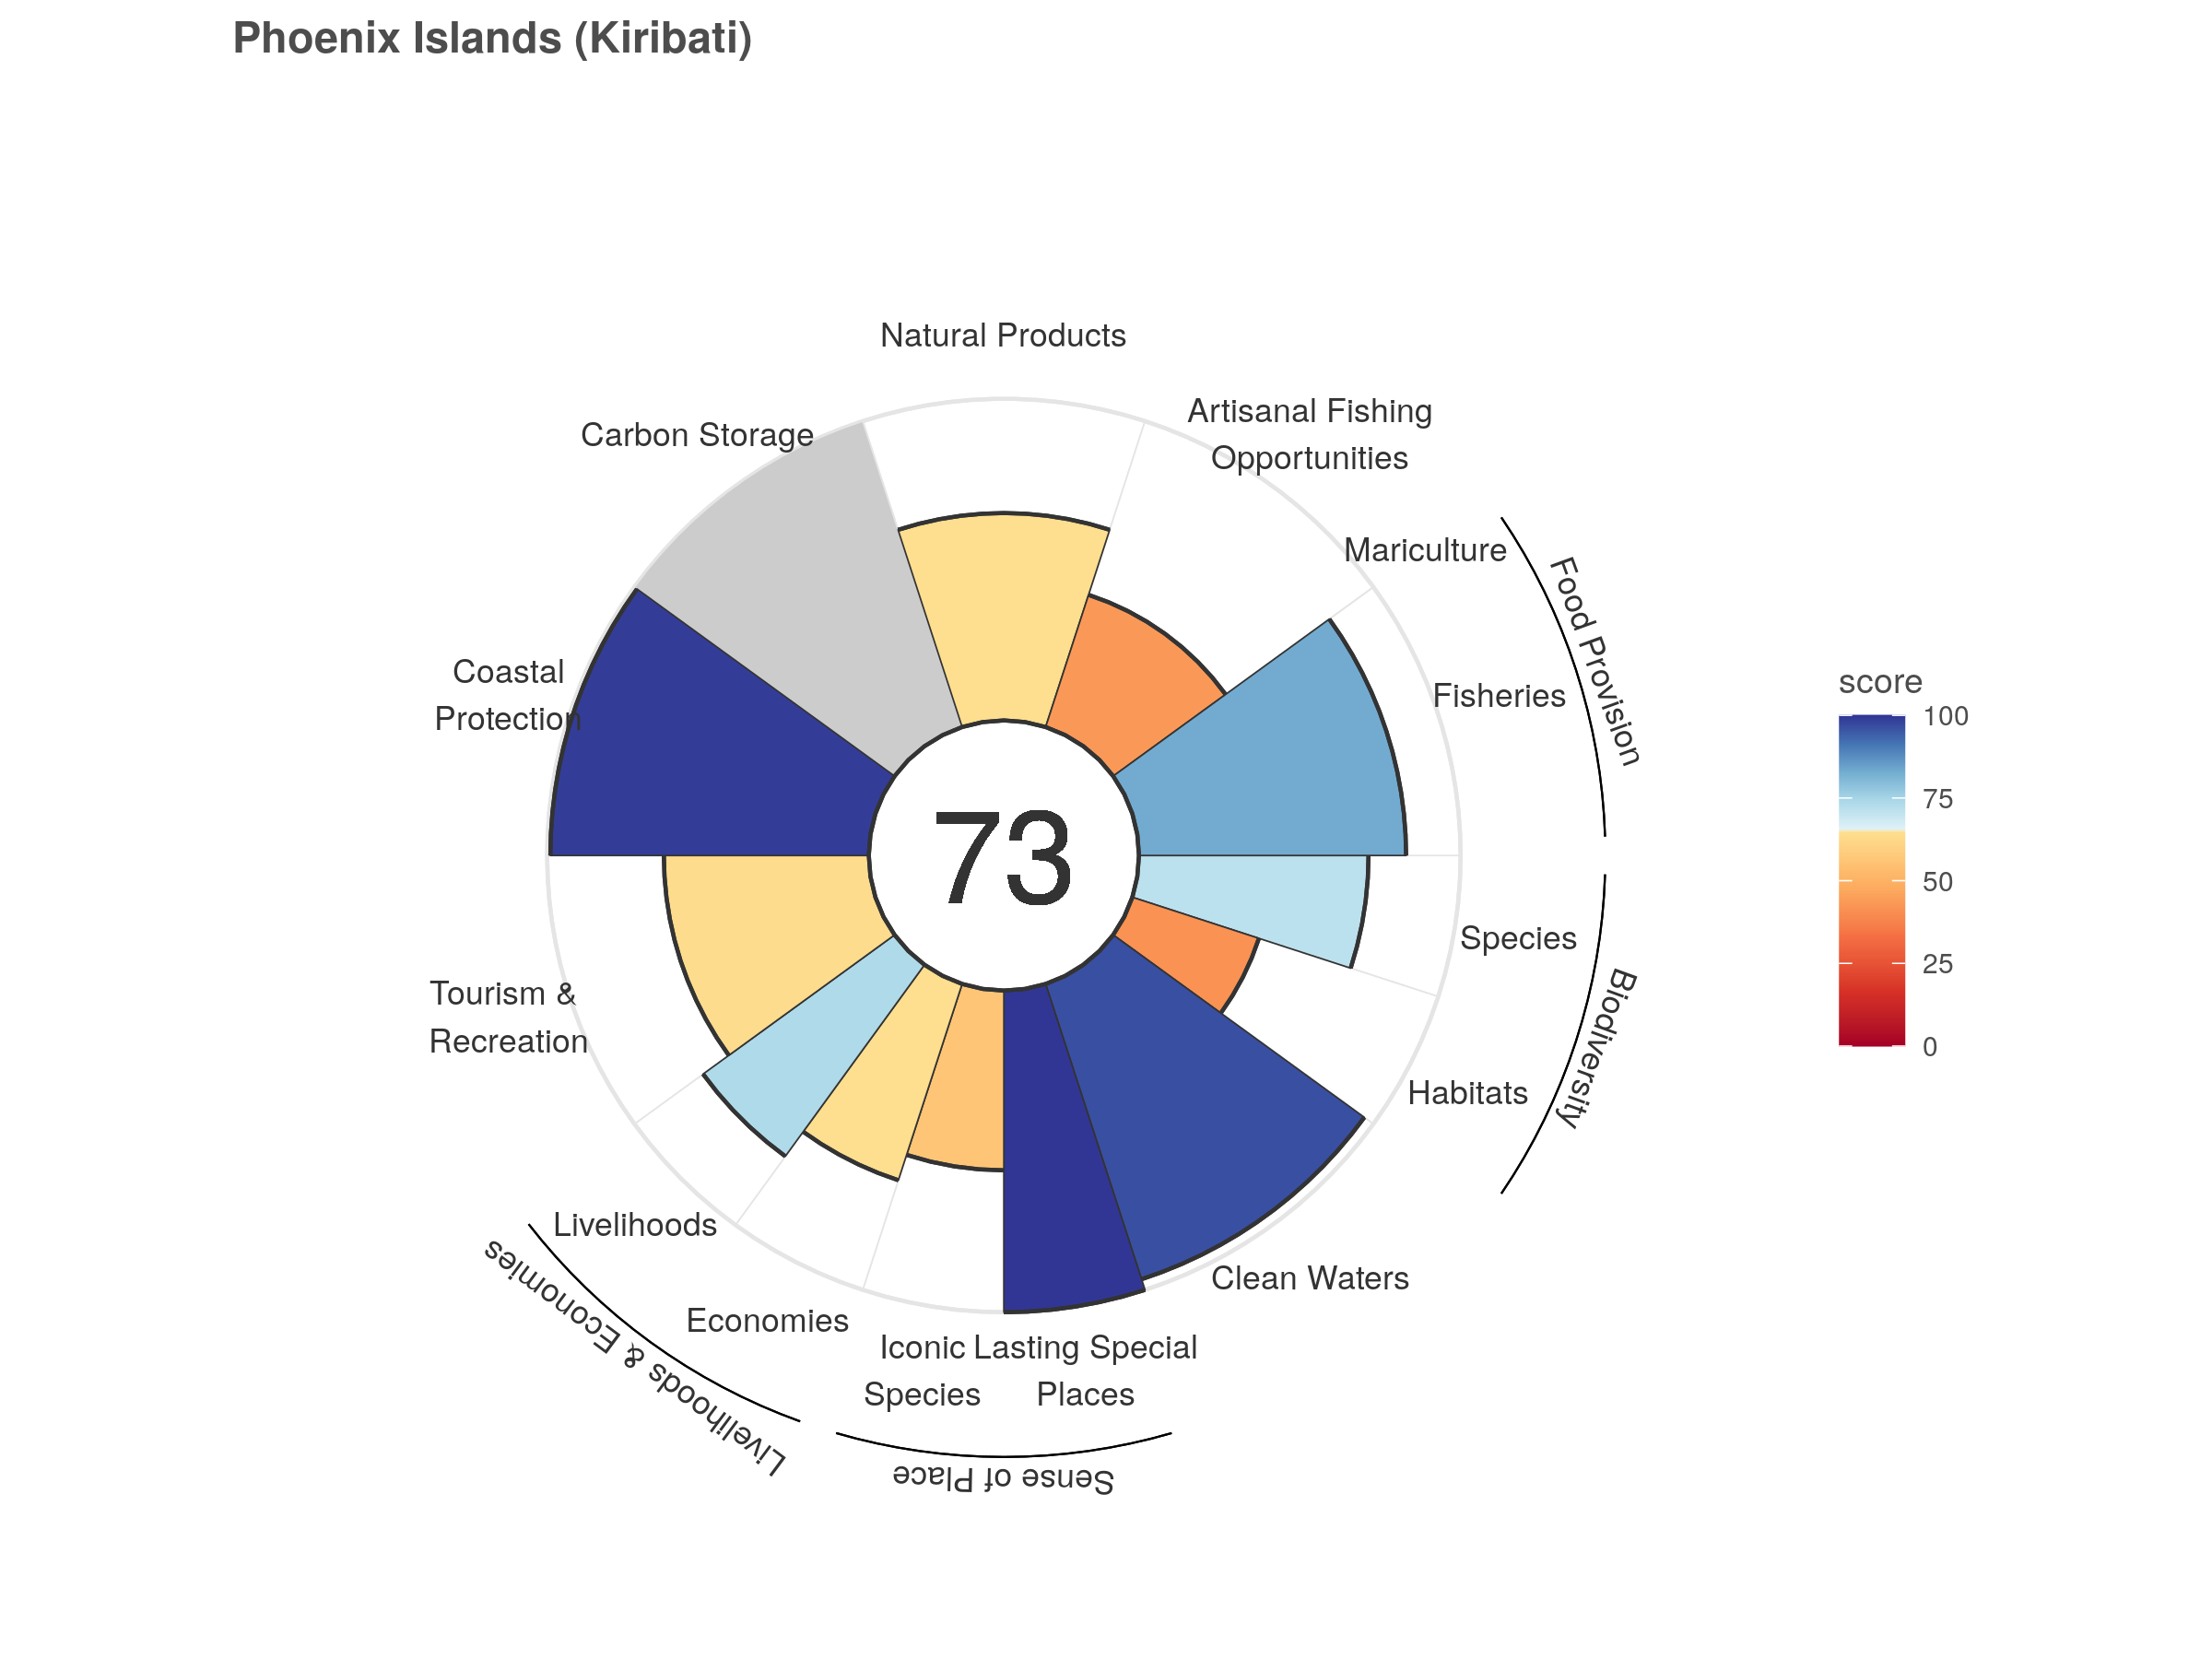 Phoenix Islands (Kiribati)
Natural Products
Artisanal Fishing
Opportunities
Carbon Storage
Mariculture
Food Provision
Fisheries
Coastal
Protection
73
score
100
75
50
25
0
Species
Biodiversity
Habitats
Tourism &
Recreation
Livelihoods
Livelihoods & Economies
Economies
Clean Waters
Iconic
Species
Lasting Special
Places
Sense of Place